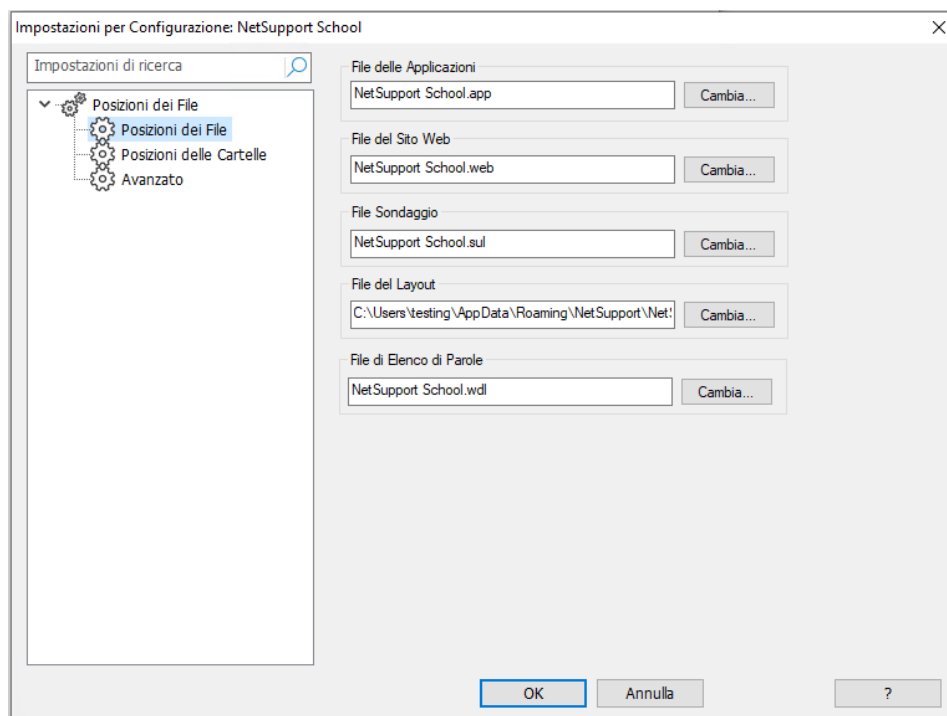 Impostazioni per Configurazione: NetSupport School
Impostazioni di ricerca
Posizioni dei File
Posizioni dei File
Posizioni delle Cartelle
Avanzato
File delle Applicazioni
NetSupport School.app
Cambia...
File del Sito Web
NetSupport School.web
Cambia...
File Sondaggio
NetSupport School.sul
Cambia...
File del Layout
C:\Users\testing\AppData\Roaming\NetSupport\Net
Cambia...
File di Elenco di Parole
NetSupport School.wdl
Cambia...
OK
Annulla
?